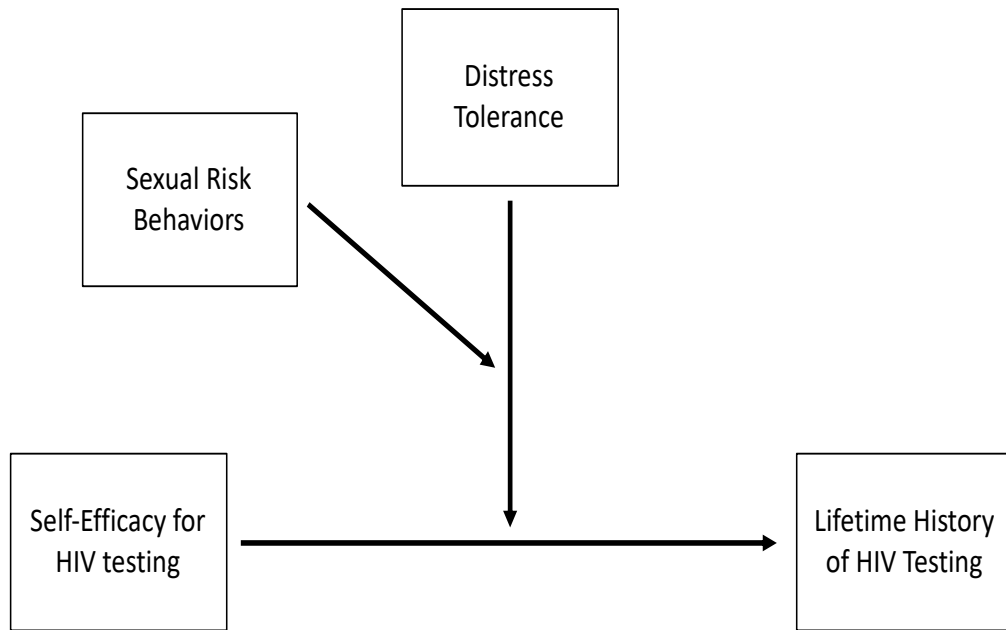 Distress
Tolerance
Sexual Risk
Behaviors
Self-Efficacy for
HIV testing
Lifetime History
of HIV Testing